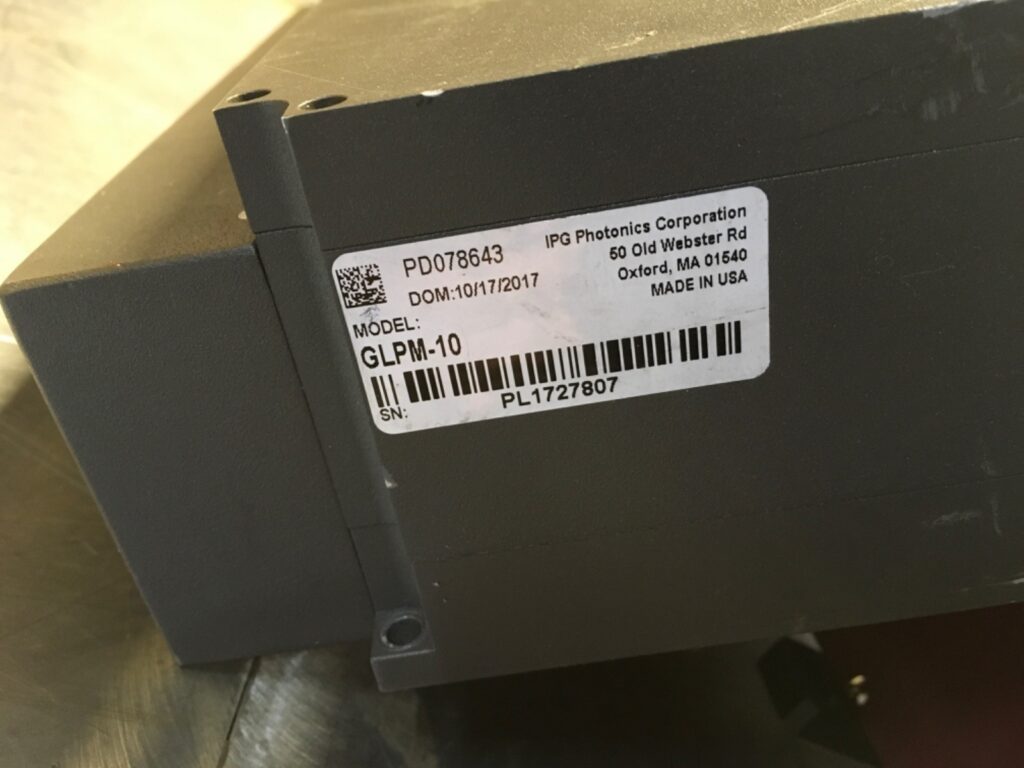 PD078643
DOM:10/17/2017
IPG Photonics Corporation
50 Old Webster Rd
Oxford, MA 01540
MADE IN USA
MODEL:
GLPM-10
SN:
PL1727807